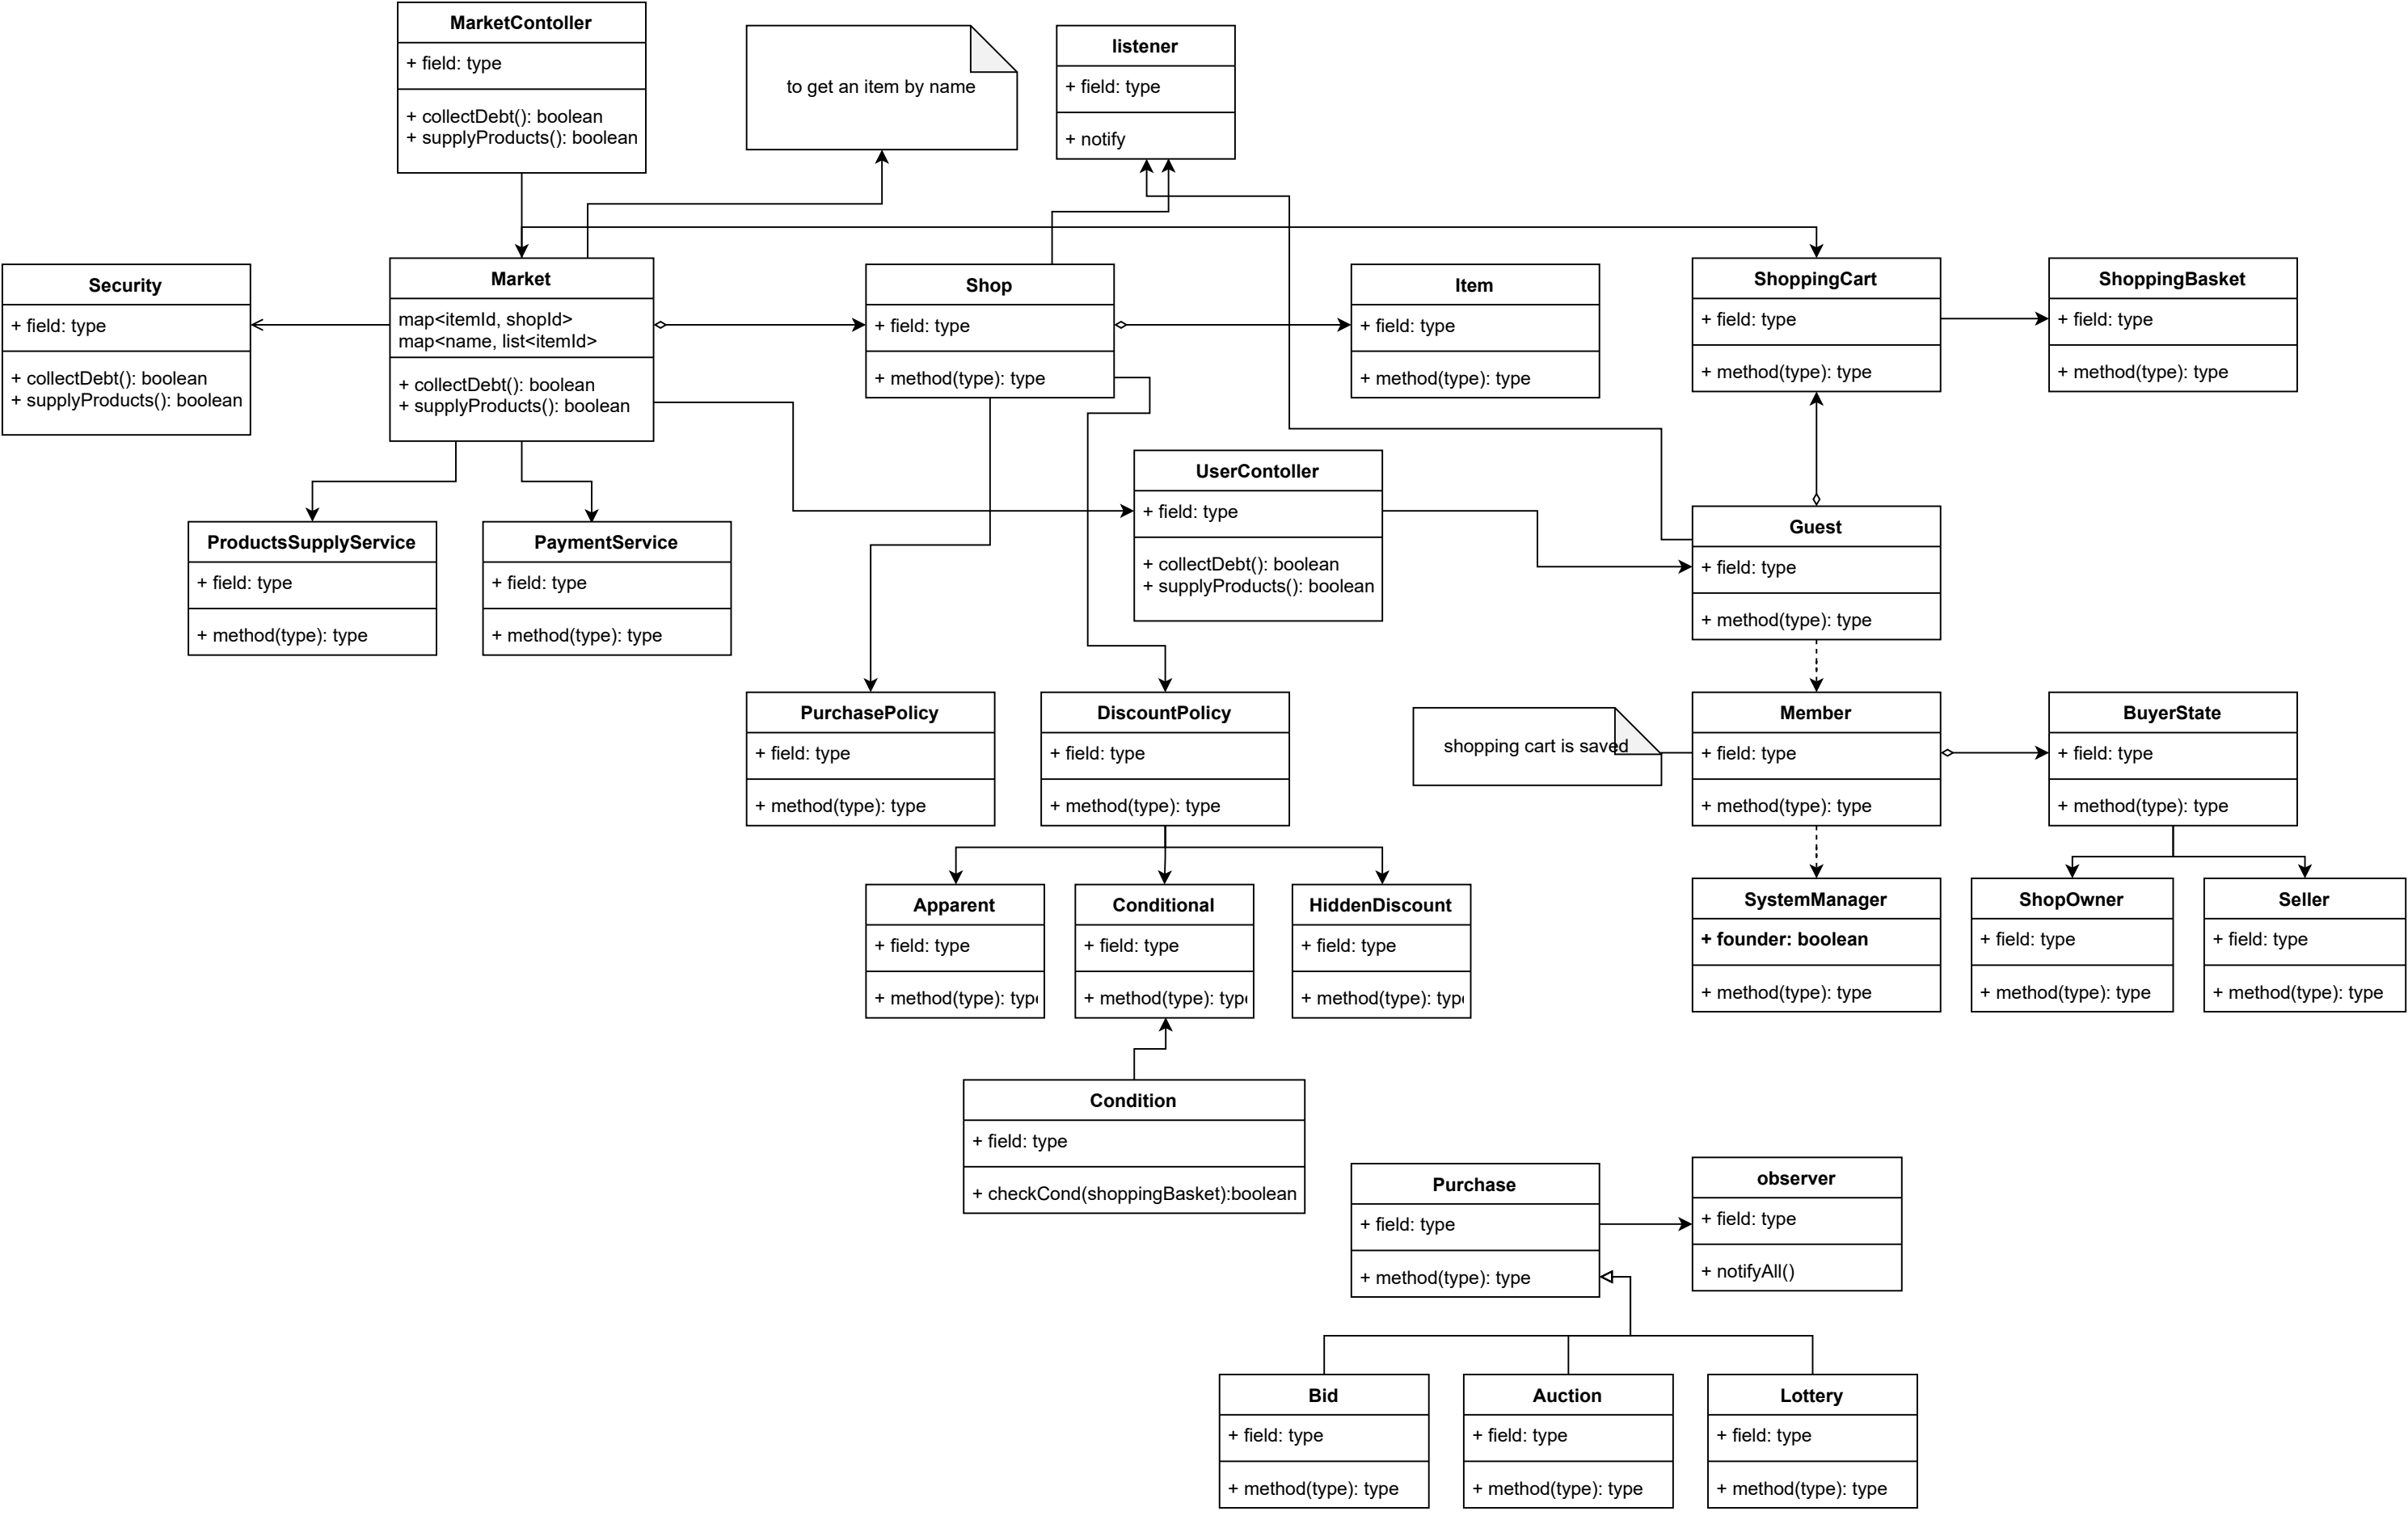 MarketContoller
+ field: type
+ collectDebt(): boolean
+ supplyProducts(): boolean
to get an item by name
listener
+ field: type
+ notify
Security
+ field: type
+ collectDebt(): boolean
+ supplyProducts(): boolean
Market
map<itemId, shopId>
map<name, list<itemId>
+ collectDebt(): boolean
+ supplyProducts(): boolean
Shop
+ field: type
+ method(type): type
Item
+ field: type
+ method(type): type
ShoppingCart
+ field: type
+ method(type): type
ShoppingBasket
+ field: type
+ method(type): type
ProductsSupplyService
+ field: type
+ method(type): type
PaymentService
+ field: type
+ method(type): type
UserContoller
+ field: type
+ collectDebt(): boolean
+ supplyProducts(): boolean
Guest
+ field: type
+ method(type): type
PurchasePolicy
+ field: type
+ method(type): type
DiscountPolicy
+ field: type
+ method(type): type
shopping cart is saved
Member
+ field: type
+ method(type): type
BuyerState
+ field: type
+ method(type): type
Apparent
+ field: type
+ method(type): type
Conditional
+ field: type
+ method(type): type
HiddenDiscount
+ field: type
+ method(type): type
SystemManager
+ founder: boolean
+ method(type): type
ShopOwner
+ field: type
+ method(type): type
Seller
+ field: type
+ method(type): type
Condition
+ field: type
+ checkCond(shoppingBasket):boolean
Purchase
+ field: type
+ method(type): type
observer
+ field: type
+ notifyAll()
Bid
+ field: type
+ method(type): type
Auction
+ field: type
+ method(type): type
Lottery
+ field: type
+ method(type): type